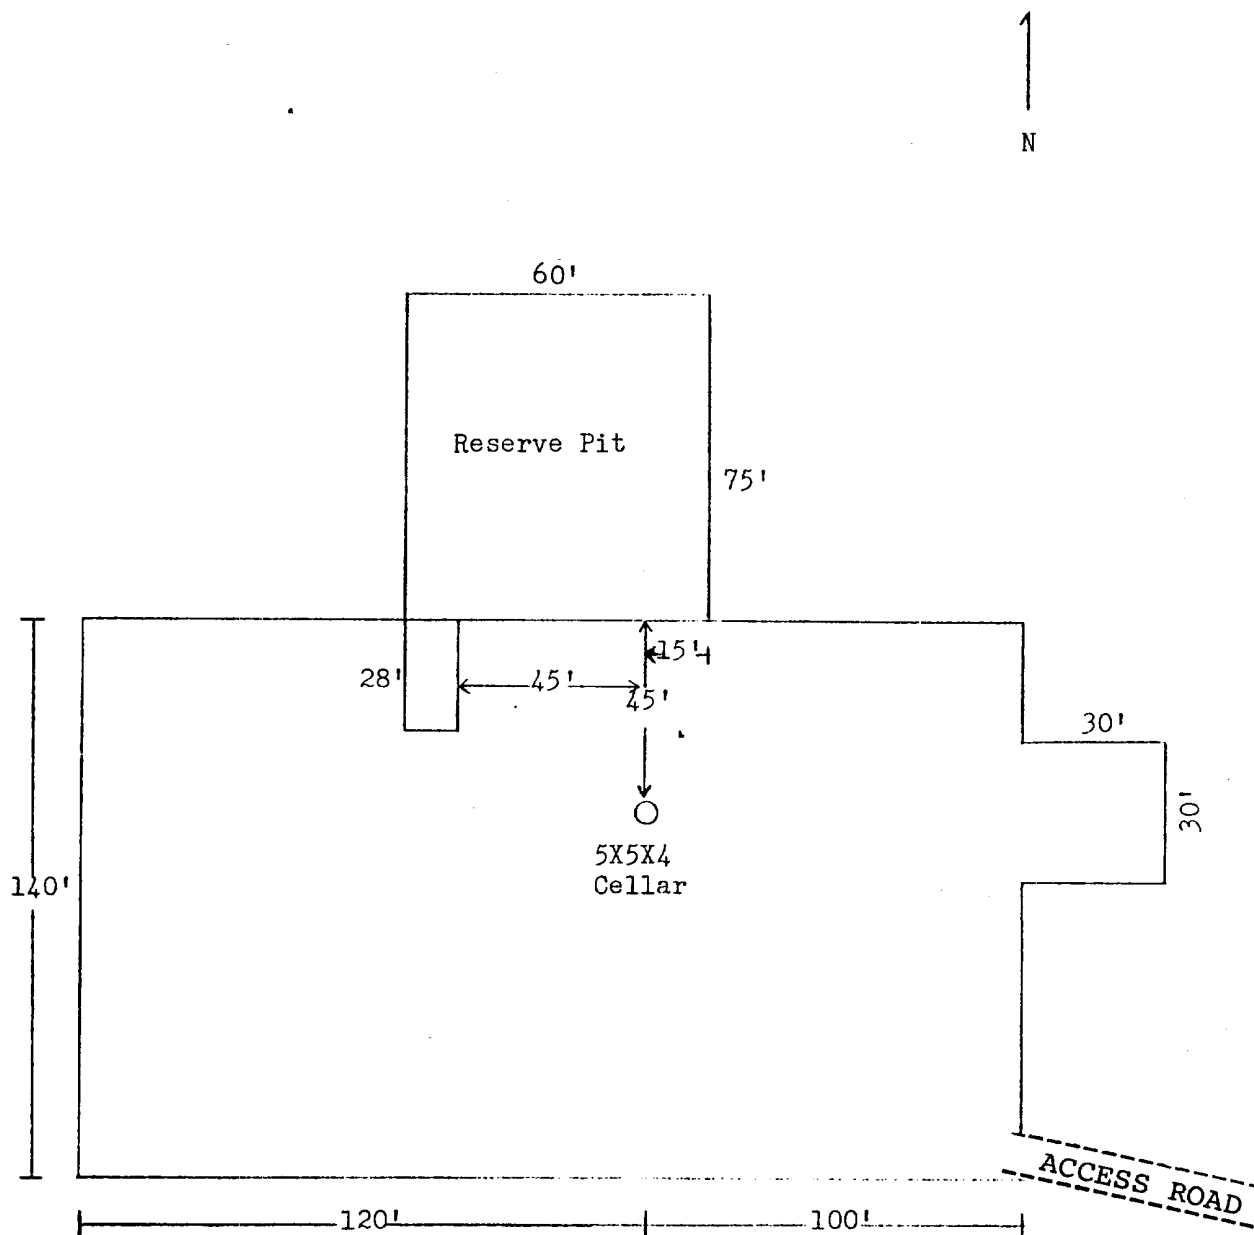 N
60'
Reserve Pit
75'
15'
28'
45'
45'
30'
30'
5X5X4
Cellar
140'
ACCESS ROAD
120'
100'